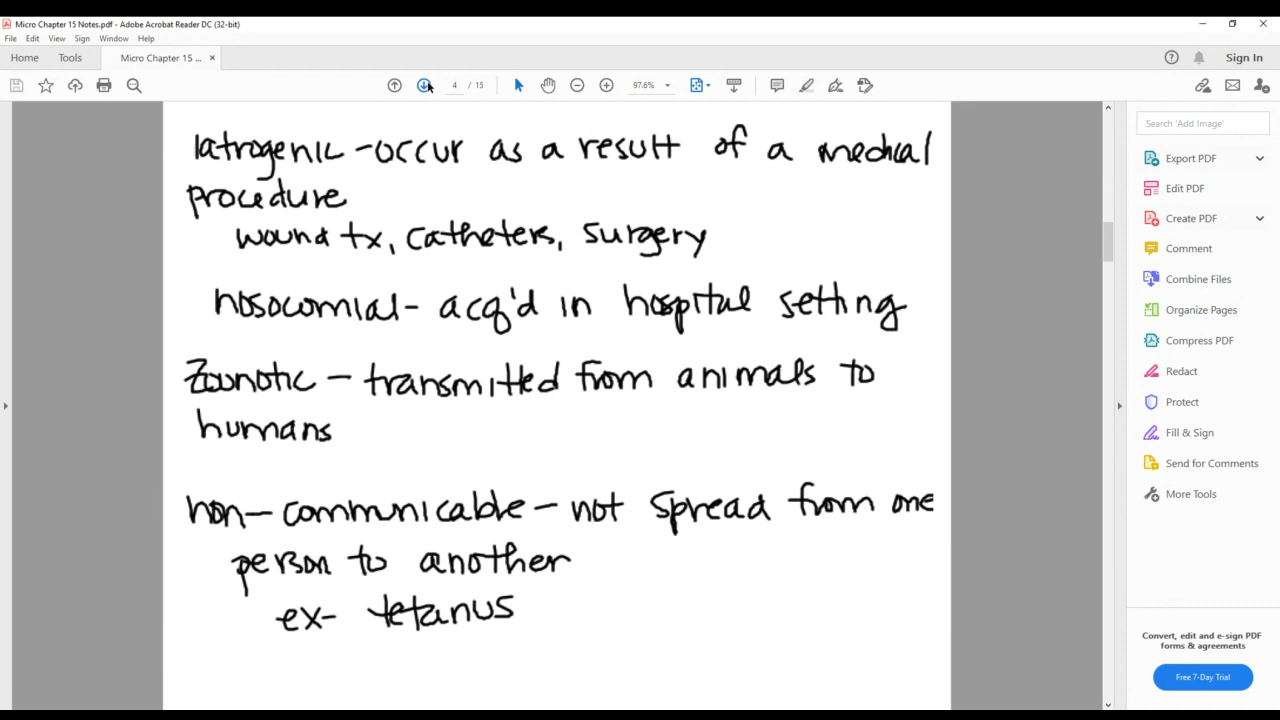 Micro Chapter 15 Notes.pdf - Adobe Acrobat Reader DC (32-bit)
File Edit View Sign Window Help
Home Tools Micro Chapter 15 ... × Sign In
4 / 15 97.6%
Iatrogenic - occur as a result of a medical
procedure
wound tx, catheters, surgery
nosocomial - acq'd in hospital setting
Zoonotic - transmitted from animals to
humans
non-communicable - not spread from one
person to another
ex- tetanus
Search 'Add Image'
Export PDF
Edit PDF
Create PDF
Comment
Combine Files
Organize Pages
Compress PDF
Redact
Protect
Fill & Sign
Send for Comments
More Tools
Convert, edit and e-sign PDF
forms & agreements
Free 7-Day Trial